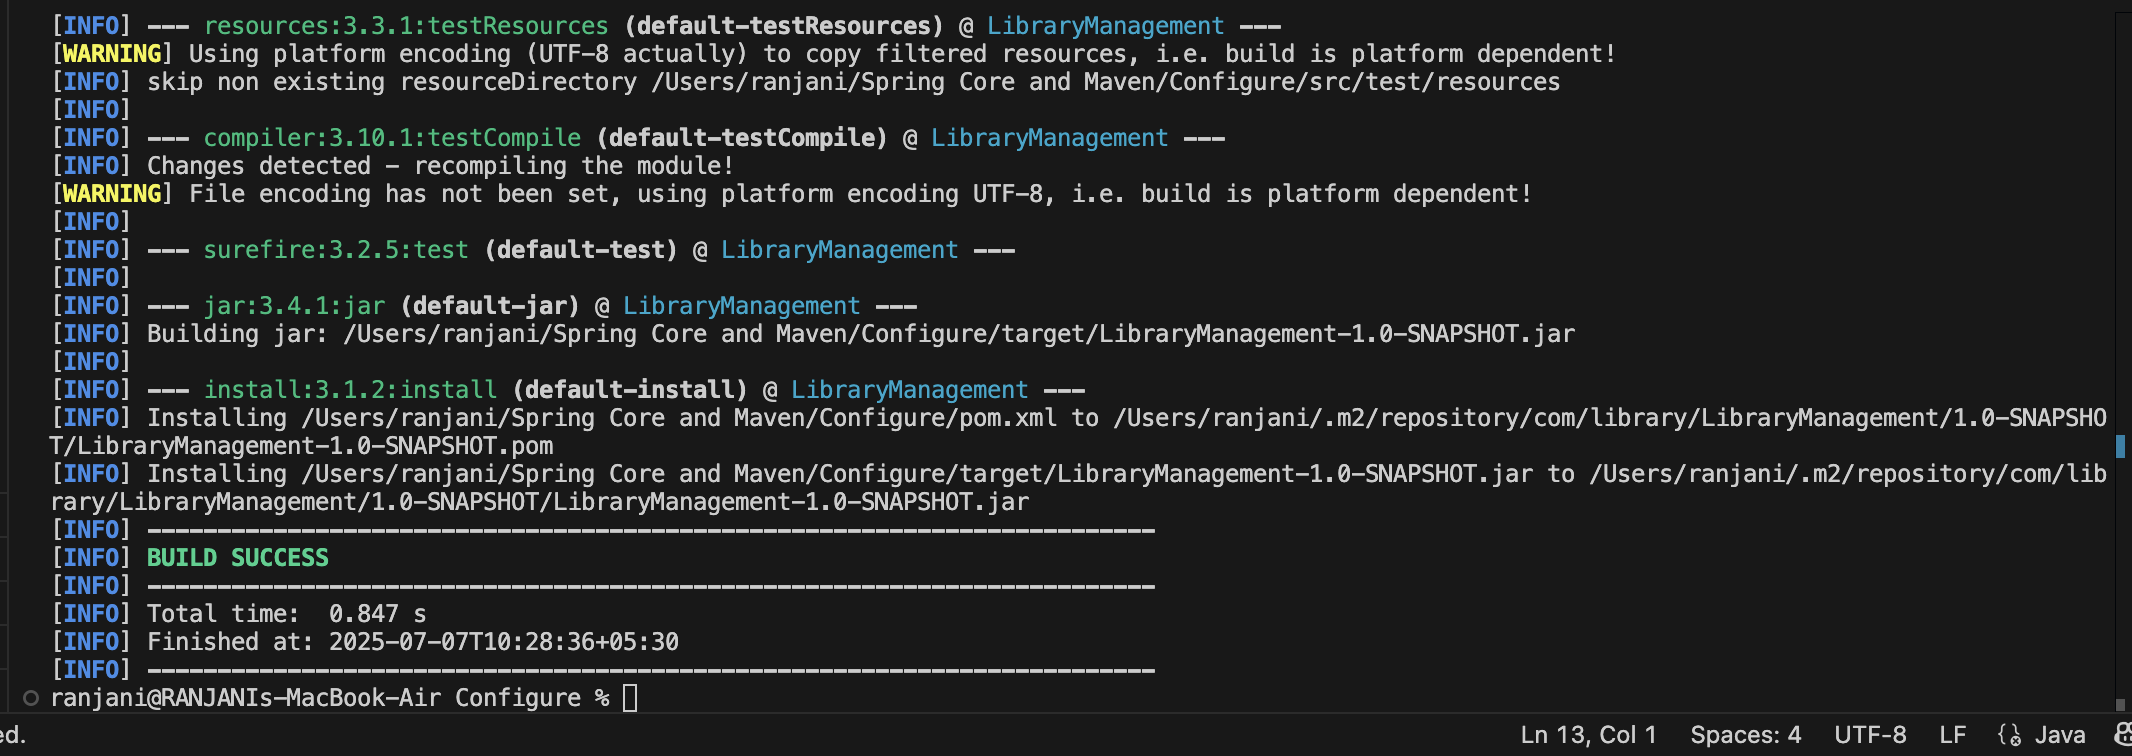 [INFO] --- resources:3.3.1:testResources (default-testResources) @ LibraryManagement ---
[WARNING] Using platform encoding (UTF-8 actually) to copy filtered resources, i.e. build is platform dependent!
[INFO] skip non existing resourceDirectory /Users/ranjani/Spring Core and Maven/Configure/src/test/resources
[INFO]
[INFO] --- compiler:3.10.1:testCompile (default-testCompile) @ LibraryManagement ---
[INFO] Changes detected - recompiling the module!
[WARNING] File encoding has not been set, using platform encoding UTF-8, i.e. build is platform dependent!
[INFO]
[INFO] --- surefire:3.2.5:test (default-test) @ LibraryManagement ---
[INFO]
[INFO] --- jar:3.4.1:jar (default-jar) @ LibraryManagement ---
[INFO] Building jar: /Users/ranjani/Spring Core and Maven/Configure/target/LibraryManagement-1.0-SNAPSHOT.jar
[INFO]
[INFO] --- install:3.1.2:install (default-install) @ LibraryManagement ---
[INFO] Installing /Users/ranjani/Spring Core and Maven/Configure/pom.xml to /Users/ranjani/.m2/repository/com/library/LibraryManagement/1.0-SNAPSHO
T/LibraryManagement-1.0-SNAPSHOT.pom
[INFO] Installing /Users/ranjani/Spring Core and Maven/Configure/target/LibraryManagement-1.0-SNAPSHOT.jar to /Users/ranjani/.m2/repository/com/lib
rary/LibraryManagement/1.0-SNAPSHOT/LibraryManagement-1.0-SNAPSHOT.jar
[INFO] ------------------------------------------------------------------------
[INFO] BUILD SUCCESS
[INFO] ------------------------------------------------------------------------
[INFO] Total time:  0.847 s
[INFO] Finished at: 2025-07-07T10:28:36+05:30
[INFO] ------------------------------------------------------------------------
ranjani@RANJANIs-MacBook-Air Configure %
ed. Ln 13, Col 1 Spaces: 4 UTF-8 LF Java